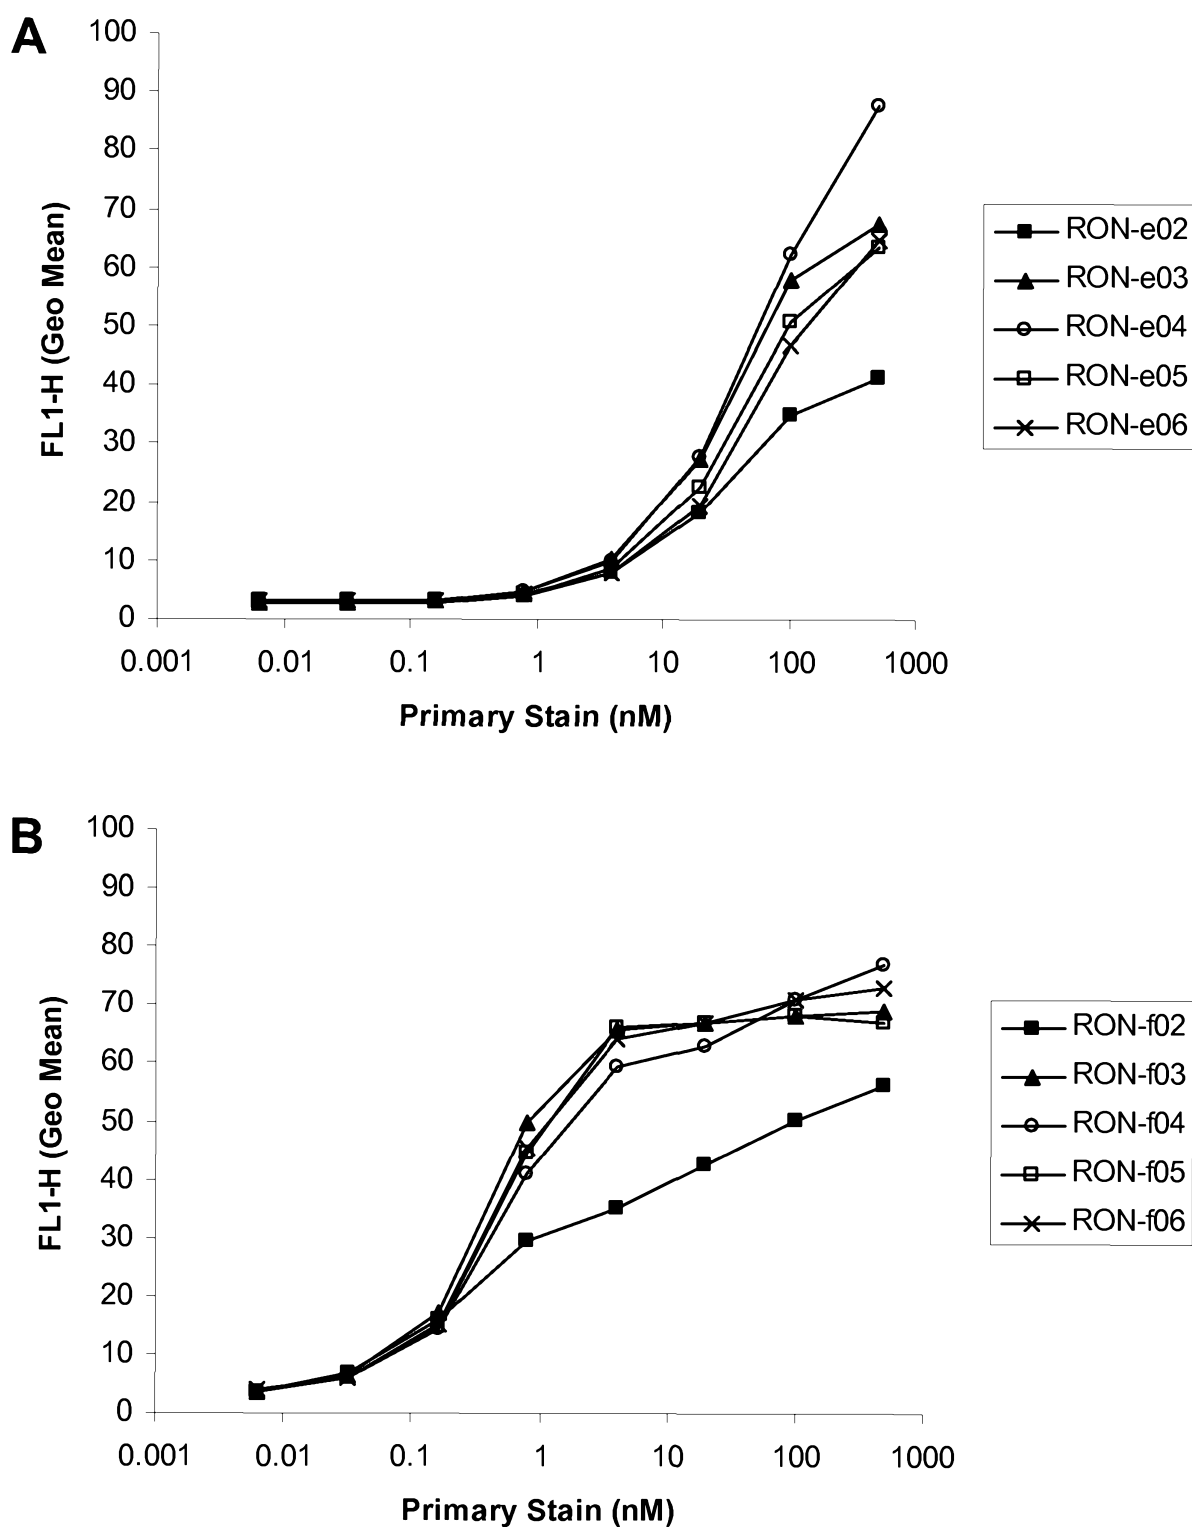 A
100
90
80
70
60
50
40
30
20
10
0
FL1-H (Geo Mean)
0.001 0.01 0.1 1 10 100 1000
Primary Stain (nM)
RON-e02
RON-e03
RON-e04
RON-e05
RON-e06
B
100
90
80
70
60
50
40
30
20
10
0
FL1-H (Geo Mean)
0.001 0.01 0.1 1 10 100 1000
Primary Stain (nM)
RON-f02
RON-f03
RON-f04
RON-f05
RON-f06